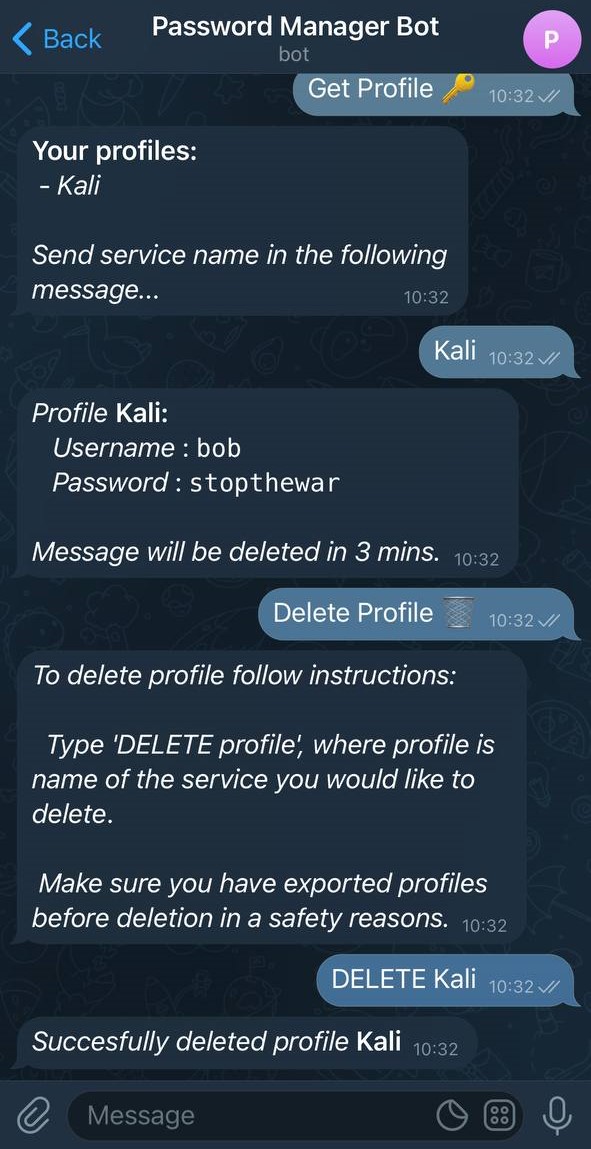 Back
Password Manager Bot
bot
P
Get Profile 🔑 10:32
Your profiles:
- Kali
Send service name in the following
message... 10:32
Kali 10:32
Profile Kali:
Username : bob
Password : stopthewar
Message will be deleted in 3 mins. 10:32
Delete Profile 🗑️ 10:32
To delete profile follow instructions:
Type 'DELETE profile', where profile is
name of the service you would like to
delete.
Make sure you have exported profiles
before deletion in a safety reasons. 10:32
DELETE Kali 10:32
Succesfully deleted profile Kali 10:32
Message